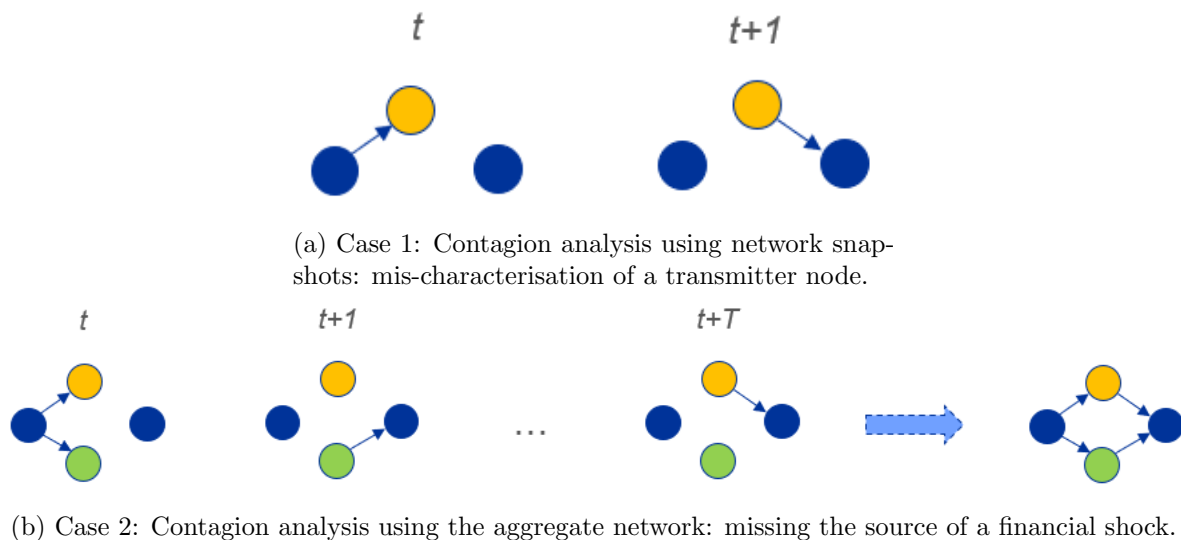 t
t+1
(a) Case 1: Contagion analysis using network snap-
shots: mis-characterisation of a transmitter node.
t
t+1
t+T
...
(b) Case 2: Contagion analysis using the aggregate network: missing the source of a financial shock.